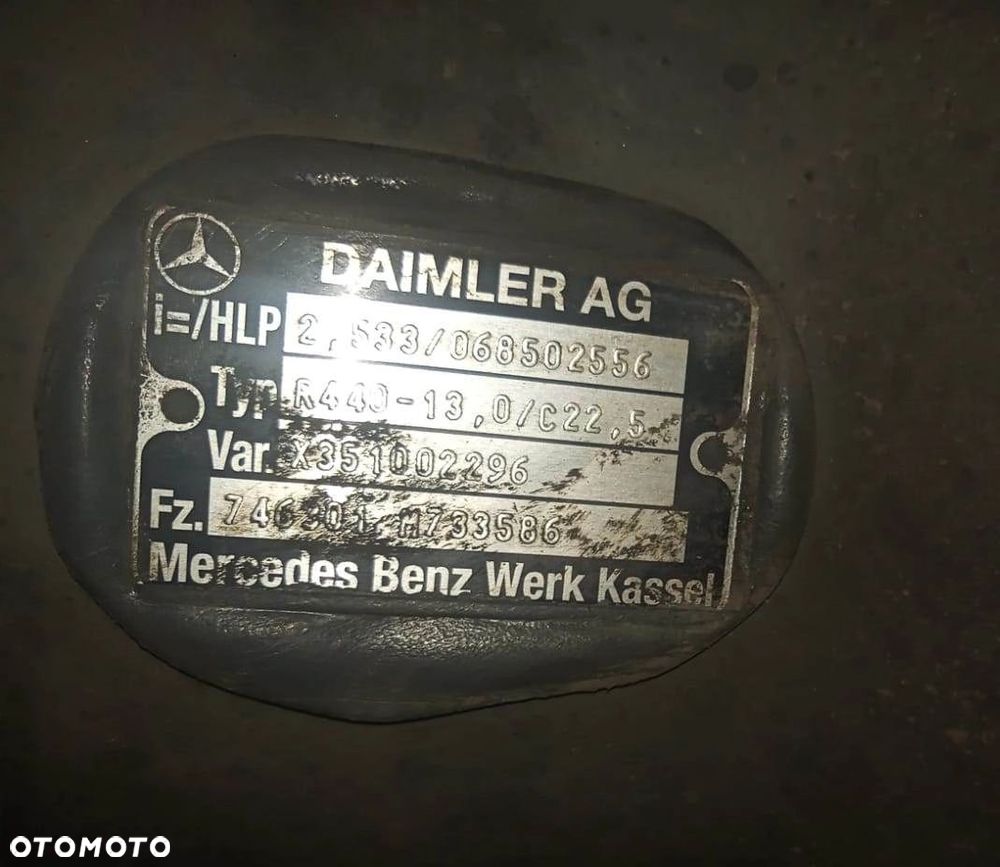 DAIMLER AG
i=/HLP 2,533/068502556
Typ R440-13,0/C22,5
Var. X351002296
Fz. M733586
Mercedes Benz Werk Kassel
OTOMOTO